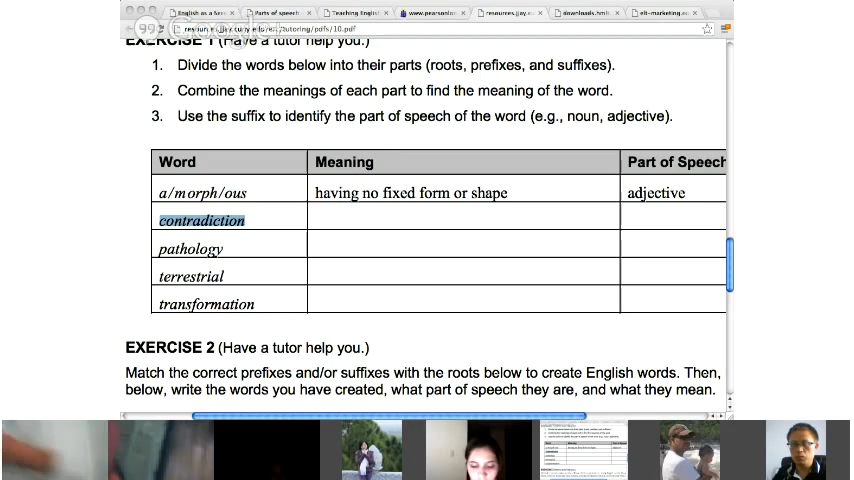 English as a Sec
Parts of speech
Teaching English
www.pearsonlon
resources.jjay.cu
downloads.hmlt
elt-marketing.eu
99+
EXERCISE 1 (Have a tutor help you.)
1. Divide the words below into their parts (roots, prefixes, and suffixes).
2. Combine the meanings of each part to find the meaning of the word.
3. Use the suffix to identify the part of speech of the word (e.g., noun, adjective).
Word Meaning Part of Speech
a/morph/ous having no fixed form or shape adjective
contradiction
pathology
terrestrial
transformation
EXERCISE 2 (Have a tutor help you.)
Match the correct prefixes and/or suffixes with the roots below to create English words. Then,
below, write the words you have created, what part of speech they are, and what they mean.